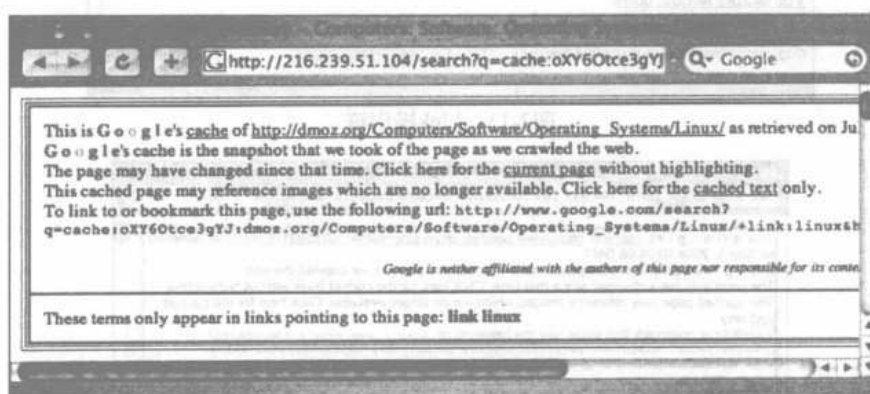 Computers: Software: Operating
http://216.239.51.104/search?q=cache:oXY6Otce3gYJ
Google
This is Google's cache of http://dmoz.org/Computers/Software/Operating_Systems/Linux/ as retrieved on Ju
Google's cache is the snapshot that we took of the page as we crawled the web.
The page may have changed since that time. Click here for the current page without highlighting.
This cached page may reference images which are no longer available. Click here for the cached text only.
To link to or bookmark this page, use the following url: http://www.google.com/search?
q=cache:oXY6Otce3gYJ:dmoz.org/Computers/Software/Operating_Systems/Linux/+link:linux&h
Google is neither affiliated with the authors of this page nor responsible for its conte
These terms only appear in links pointing to this page: link linux